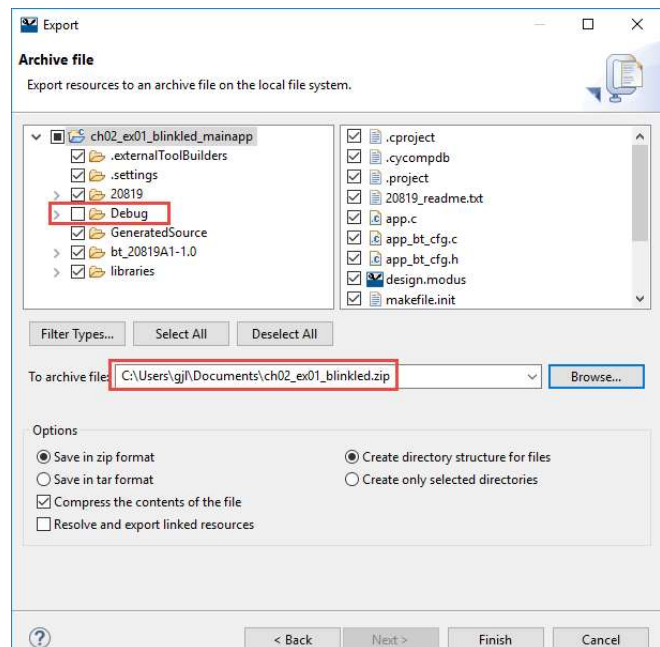 Export
Archive file
Export resources to an archive file on the local file system.
ch02_ex01_blinkled_mainapp
.externalToolBuilders
.settings
20819
Debug
GeneratedSource
bt_20819A1-1.0
libraries
.cproject
.cycompdb
.project
20819_readme.txt
app.c
app_bt_cfg.c
app_bt_cfg.h
design.modus
makefile.init
Filter Types... Select All Deselect All
To archive file: C:\Users\gjl\Documents\ch02_ex01_blinkled.zip Browse...
Options
Save in zip format
Save in tar format
Compress the contents of the file
Resolve and export linked resources
Create directory structure for files
Create only selected directories
? < Back Next > Finish Cancel